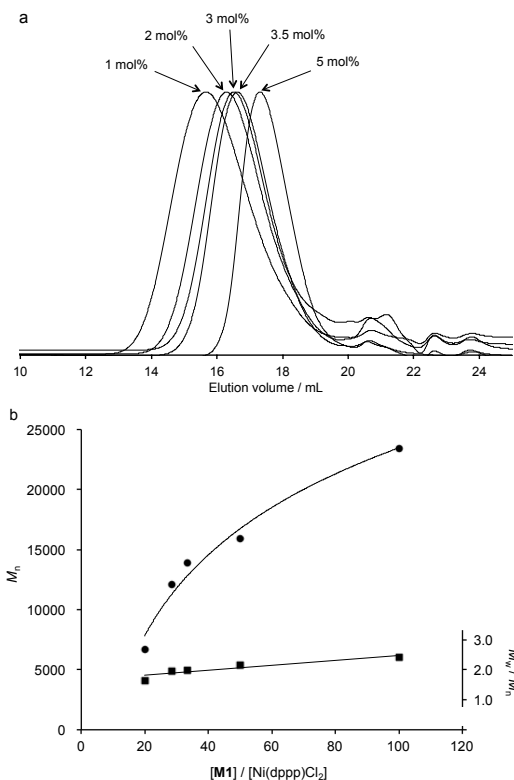 a
3 mol%
2 mol%
3.5 mol%
1 mol%
5 mol%
10 12 14 16 18 20 22 24
Elution volume / mL
b
25000
20000
15000
10000
5000
0
Mn
3.0
2.0
1.0
Mw / Mn
0 20 40 60 80 100 120
[M1] / [Ni(dppp)Cl2]